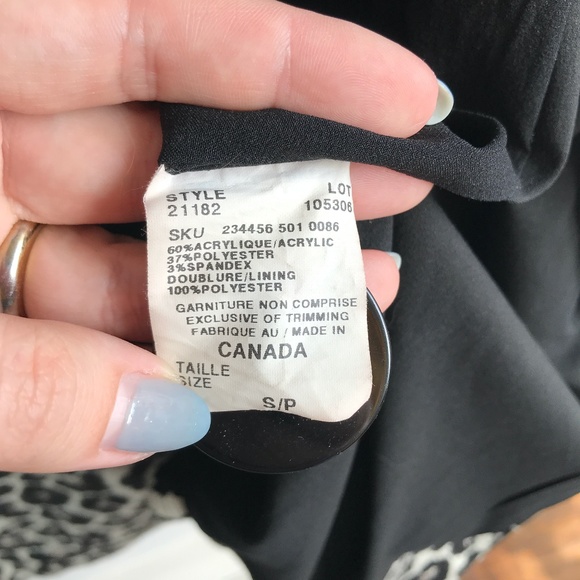 STYLE LOT
21182 105306
SKU 234456 501 0086
60%ACRYLIQUE/ACRYLIC
37%POLYESTER
3%SPANDEX
DOUBLURE/LINING
100%POLYESTER
GARNITURE NON COMPRISE
EXCLUSIVE OF TRIMMING
FABRIQUE AU / MADE IN
CANADA
TAILLE
SIZE
S/P